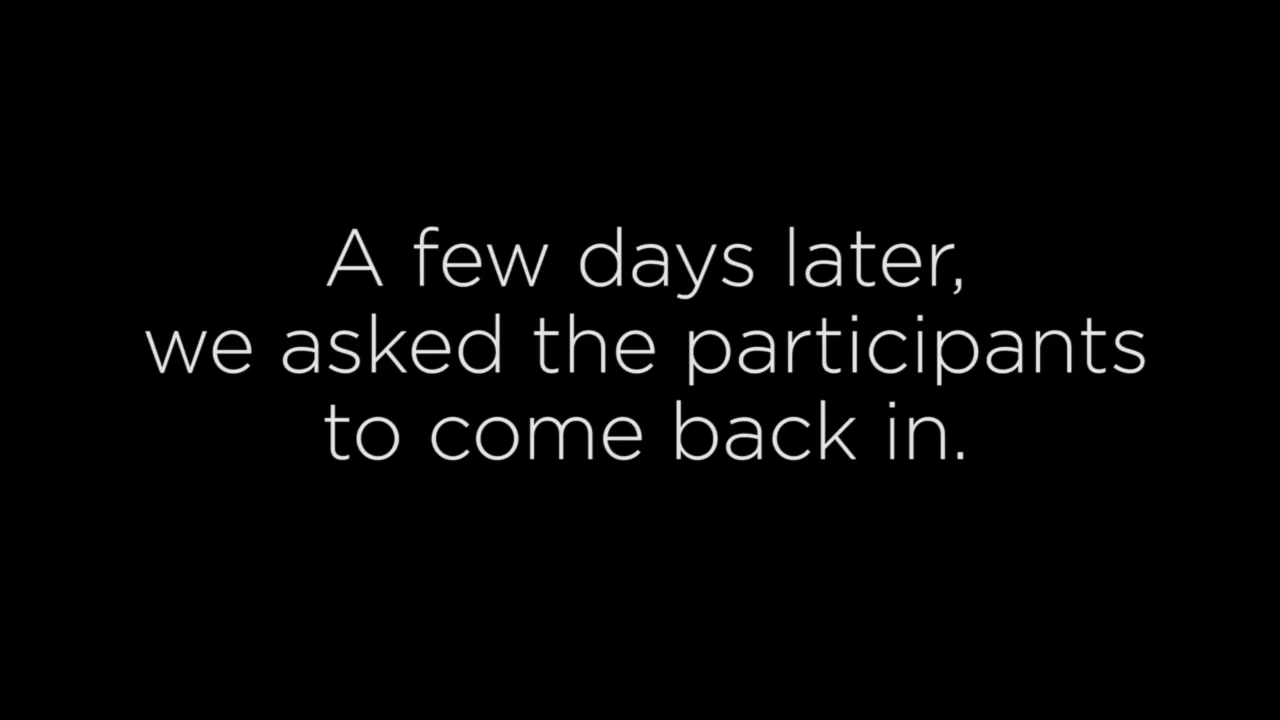 A few days later,
we asked the participants
to come back in.